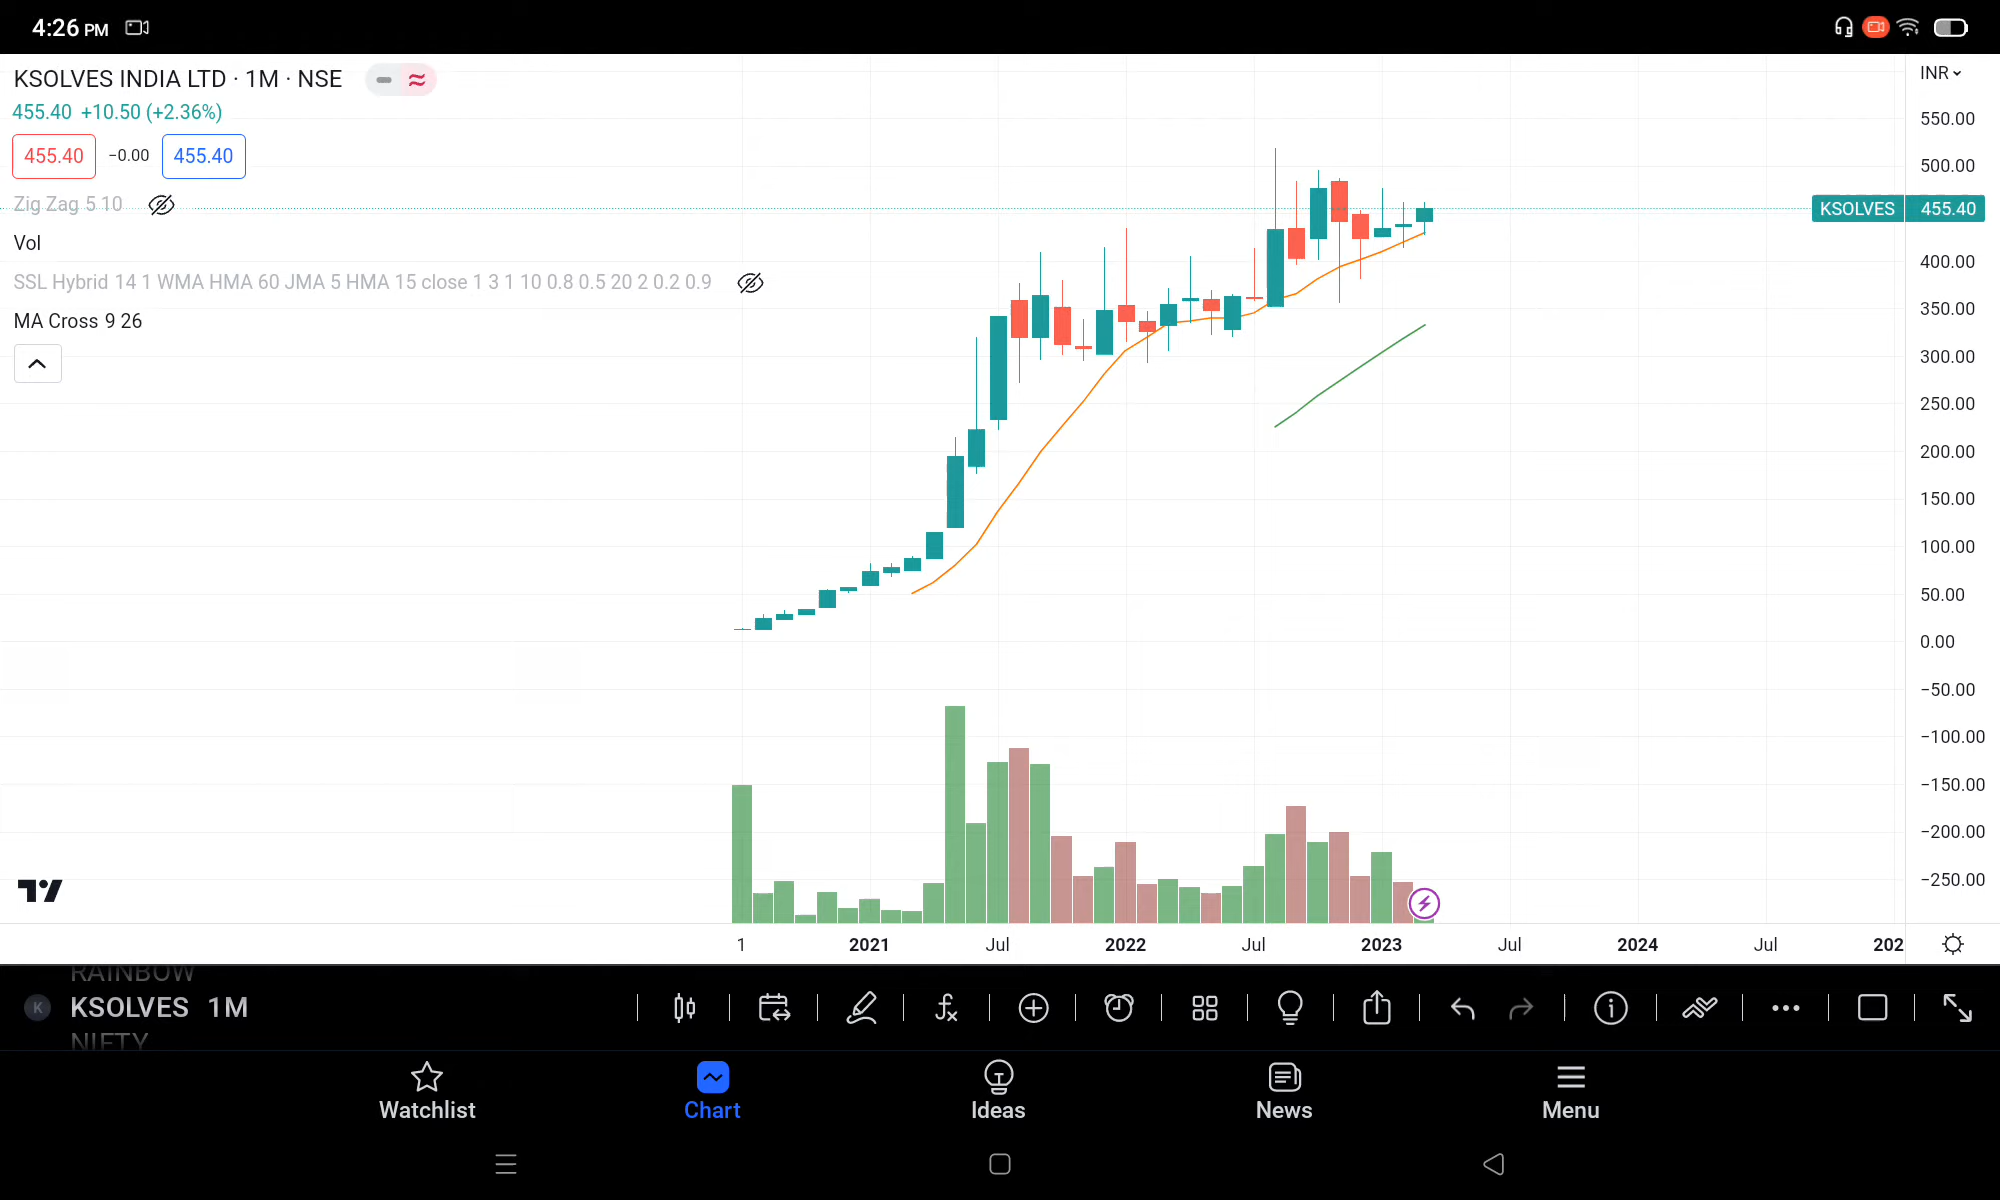 4:26 PM
KSOLVES INDIA LTD · 1M · NSE
INR
455.40 +10.50 (+2.36%)
455.40 −0.00 455.40
Zig Zag 5 10
Vol
SSL Hybrid 14 1 WMA HMA 60 JMA 5 HMA 15 close 1 3 1 10 0.8 0.5 20 2 0.2 0.9
MA Cross 9 26
550.00
500.00
KSOLVES 455.40
400.00
350.00
300.00
250.00
200.00
150.00
100.00
50.00
0.00
−50.00
−100.00
−150.00
−200.00
−250.00
1 2021 Jul 2022 Jul 2023 Jul 2024 Jul 202
RAINBOW
K KSOLVES 1M
NIFTY
Watchlist Chart Ideas News Menu